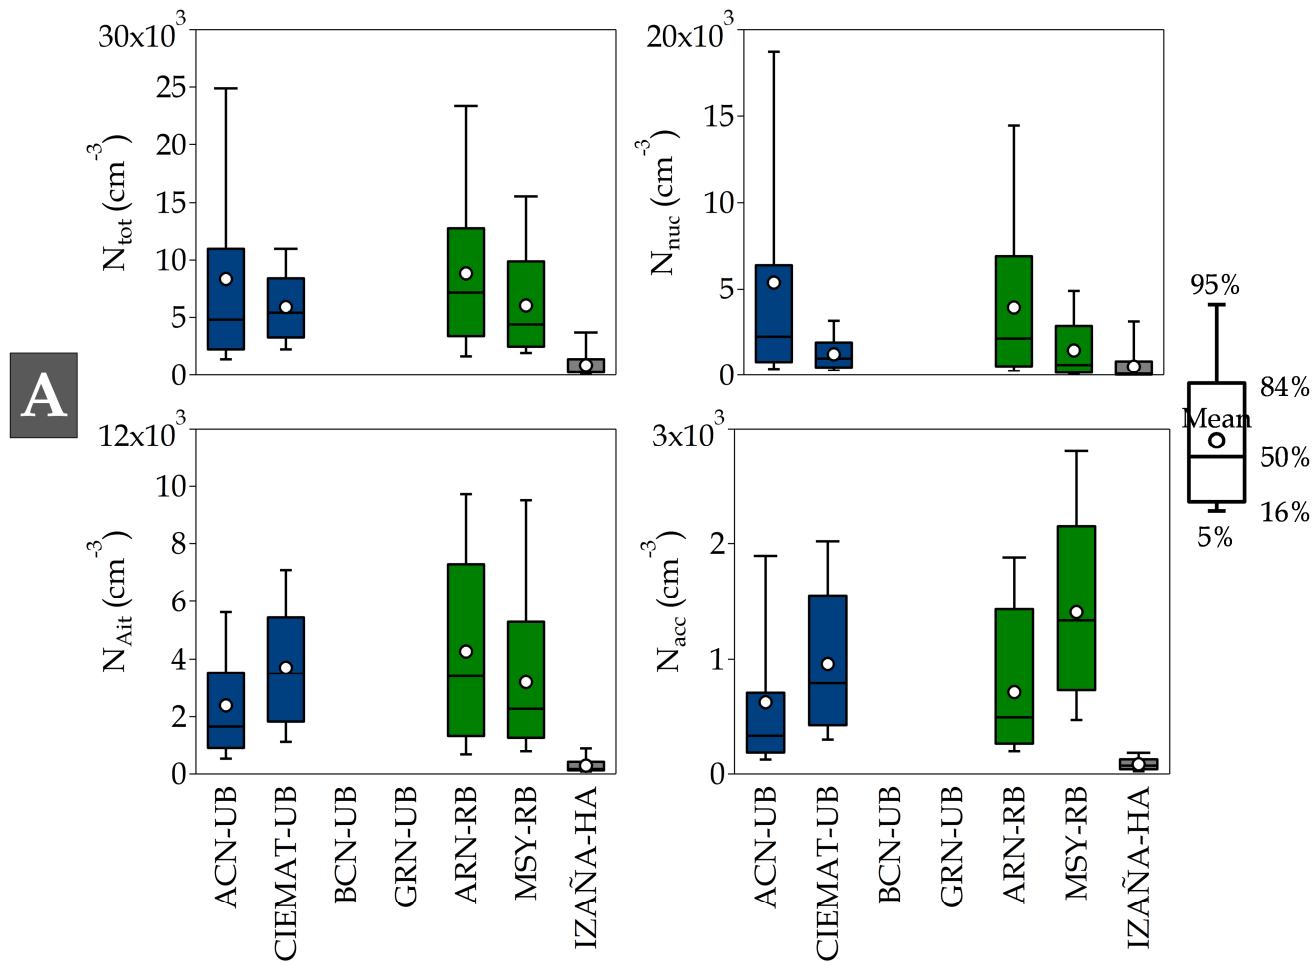 30x10³
25
20
15
10
5
0
N_tot (cm⁻³)
20x10³
15
10
5
0
N_nuc (cm⁻³)
A
12x10³
10
8
6
4
2
0
N_Ait (cm⁻³)
3x10³
2
1
0
N_acc (cm⁻³)
95%
84%
Mean
50%
16%
5%
ACN-UB
CIEMAT-UB
BCN-UB
GRN-UB
ARN-RB
MSY-RB
IZAÑA-HA
ACN-UB
CIEMAT-UB
BCN-UB
GRN-UB
ARN-RB
MSY-RB
IZAÑA-HA